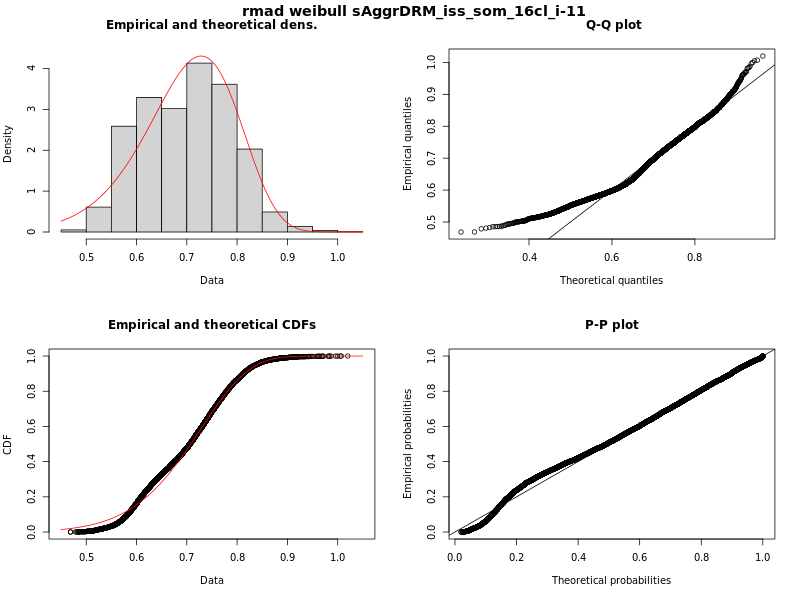 rmad weibull sAggrDRM_iss_som_16cl_i-11
Empirical and theoretical dens.
Density
0 1 2 3 4
0.5 0.6 0.7 0.8 0.9 1.0
Data
Q-Q plot
Empirical quantiles
0.5 0.6 0.7 0.8 0.9 1.0
0.4 0.6 0.8
Theoretical quantiles
Empirical and theoretical CDFs
CDF
0.0 0.2 0.4 0.6 0.8 1.0
0.5 0.6 0.7 0.8 0.9 1.0
Data
P-P plot
Empirical probabilities
0.0 0.2 0.4 0.6 0.8 1.0
0.0 0.2 0.4 0.6 0.8 1.0
Theoretical probabilities